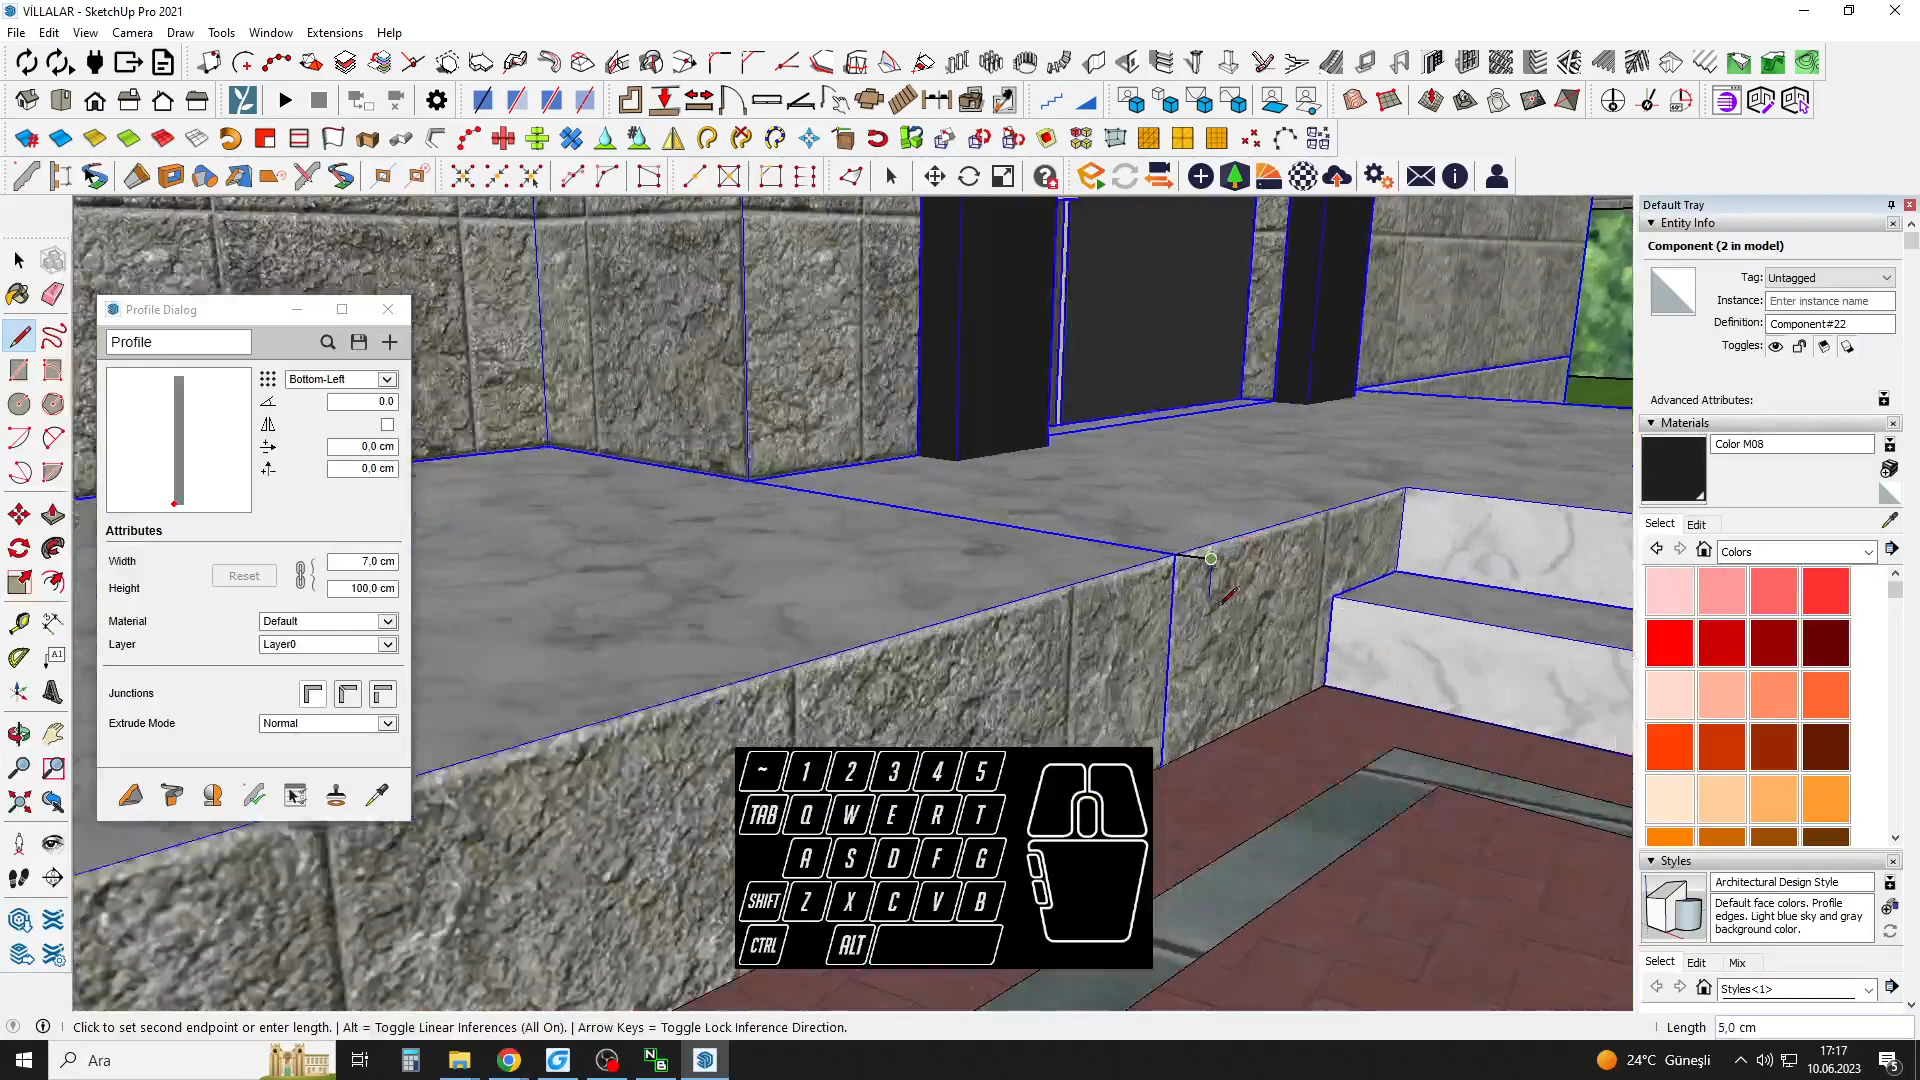 VİLLALAR - SketchUp Pro 2021
File Edit View Camera Draw Tools Window Extensions Help
Default Tray
Entity Info
Component (2 in model)
Tag: Untagged
Instance: Enter instance name
Definition: Component#22
Toggles:
Advanced Attributes:
Materials
Color M08
Select Edit
Colors
Styles
Architectural Design Style
Default face colors. Profile
edges. Light blue sky and gray
background color.
Select Edit Mix
Styles<1>
Profile Dialog
Profile
Bottom-Left
0.0
0,0 cm
0,0 cm
Attributes
Width 7,0 cm
Reset
Height 100,0 cm
Material Default
Layer Layer0
Junctions
Extrude Mode Normal
~ 1 2 3 4 5
TAB Q W E R T
A S D F G
SHIFT Z X C V B
CTRL ALT
A1
Click to set second endpoint or enter length. | Alt = Toggle Linear Inferences (All On). | Arrow Keys = Toggle Lock Inference Direction.
Length 5,0 cm
Ara
24°C Güneşli
17:17
10.06.2023
5